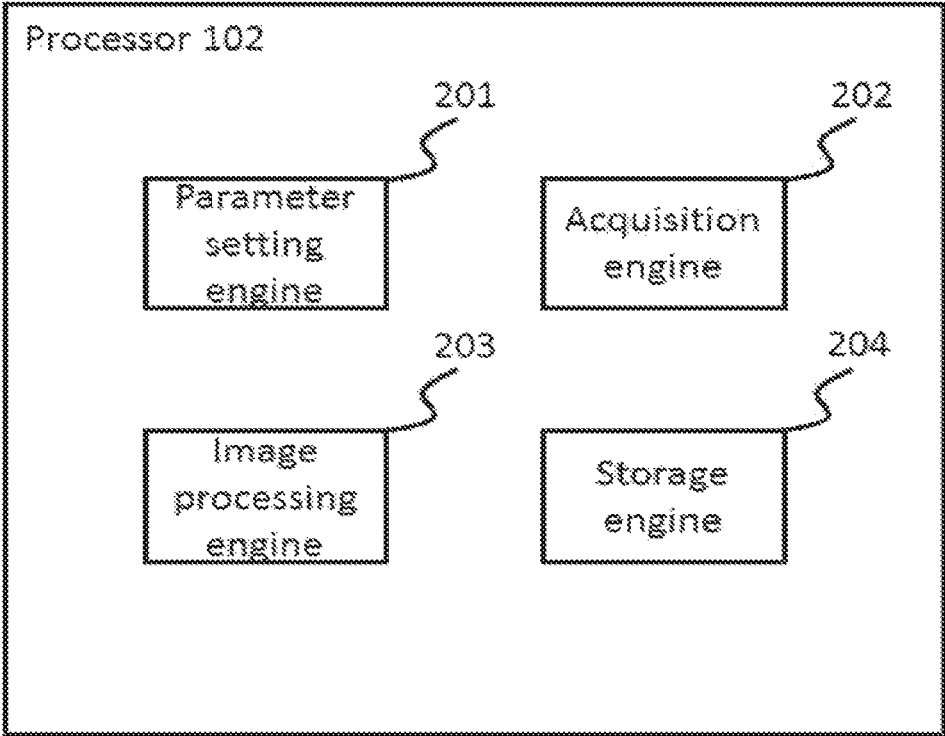 Processor 102
201
202
Parameter
setting
engine
Acquisition
engine
203
204
Image
processing
engine
Storage
engine